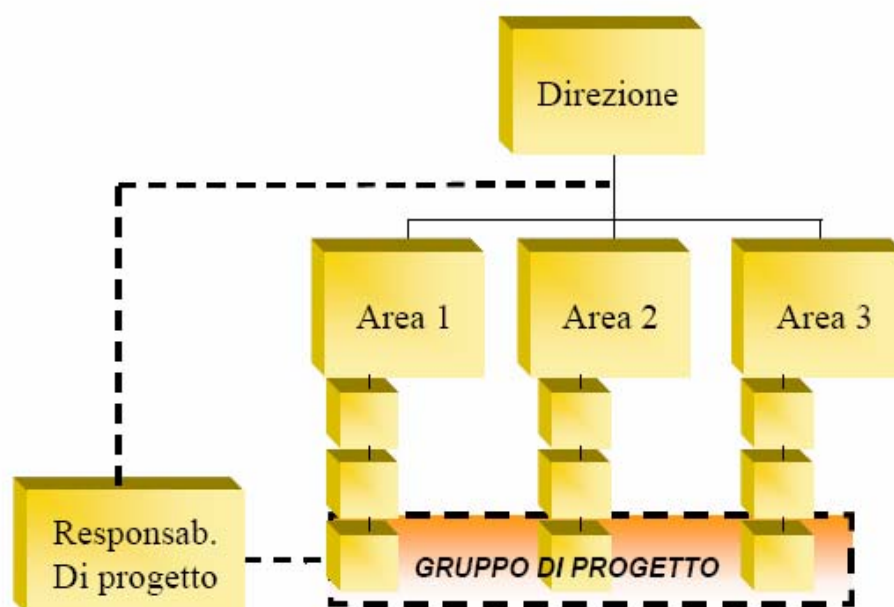 Direzione
Area 1
Area 2
Area 3
Responsab.
Di progetto
GRUPPO DI PROGETTO